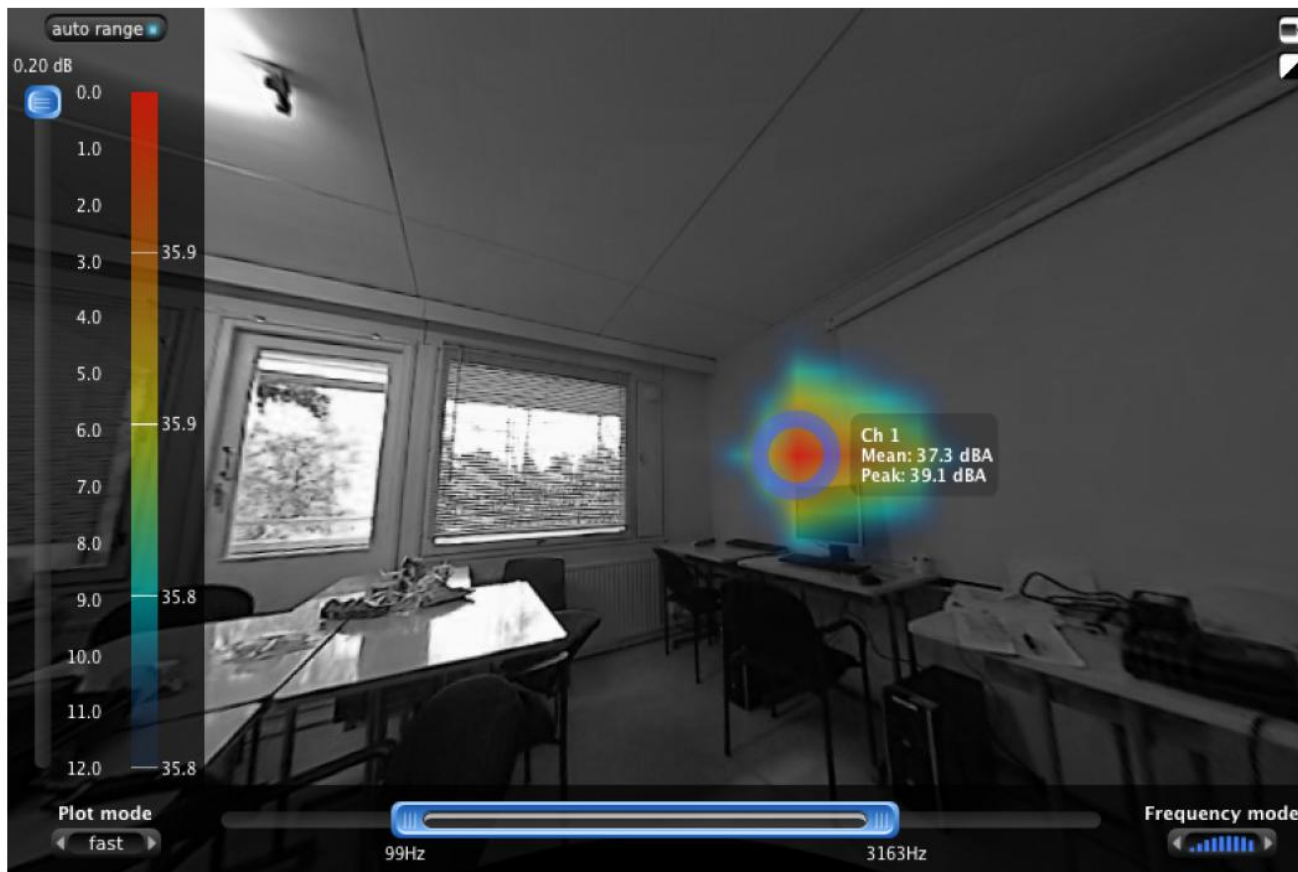 auto range
0.20 dB
0.0
1.0
2.0
35.9
3.0
4.0
5.0
35.9
6.0
7.0
8.0
35.8
9.0
10.0
11.0
35.8
12.0
Ch 1
Mean: 37.3 dBA
Peak: 39.1 dBA
Plot mode
fast
99Hz
3163Hz
Frequency mode